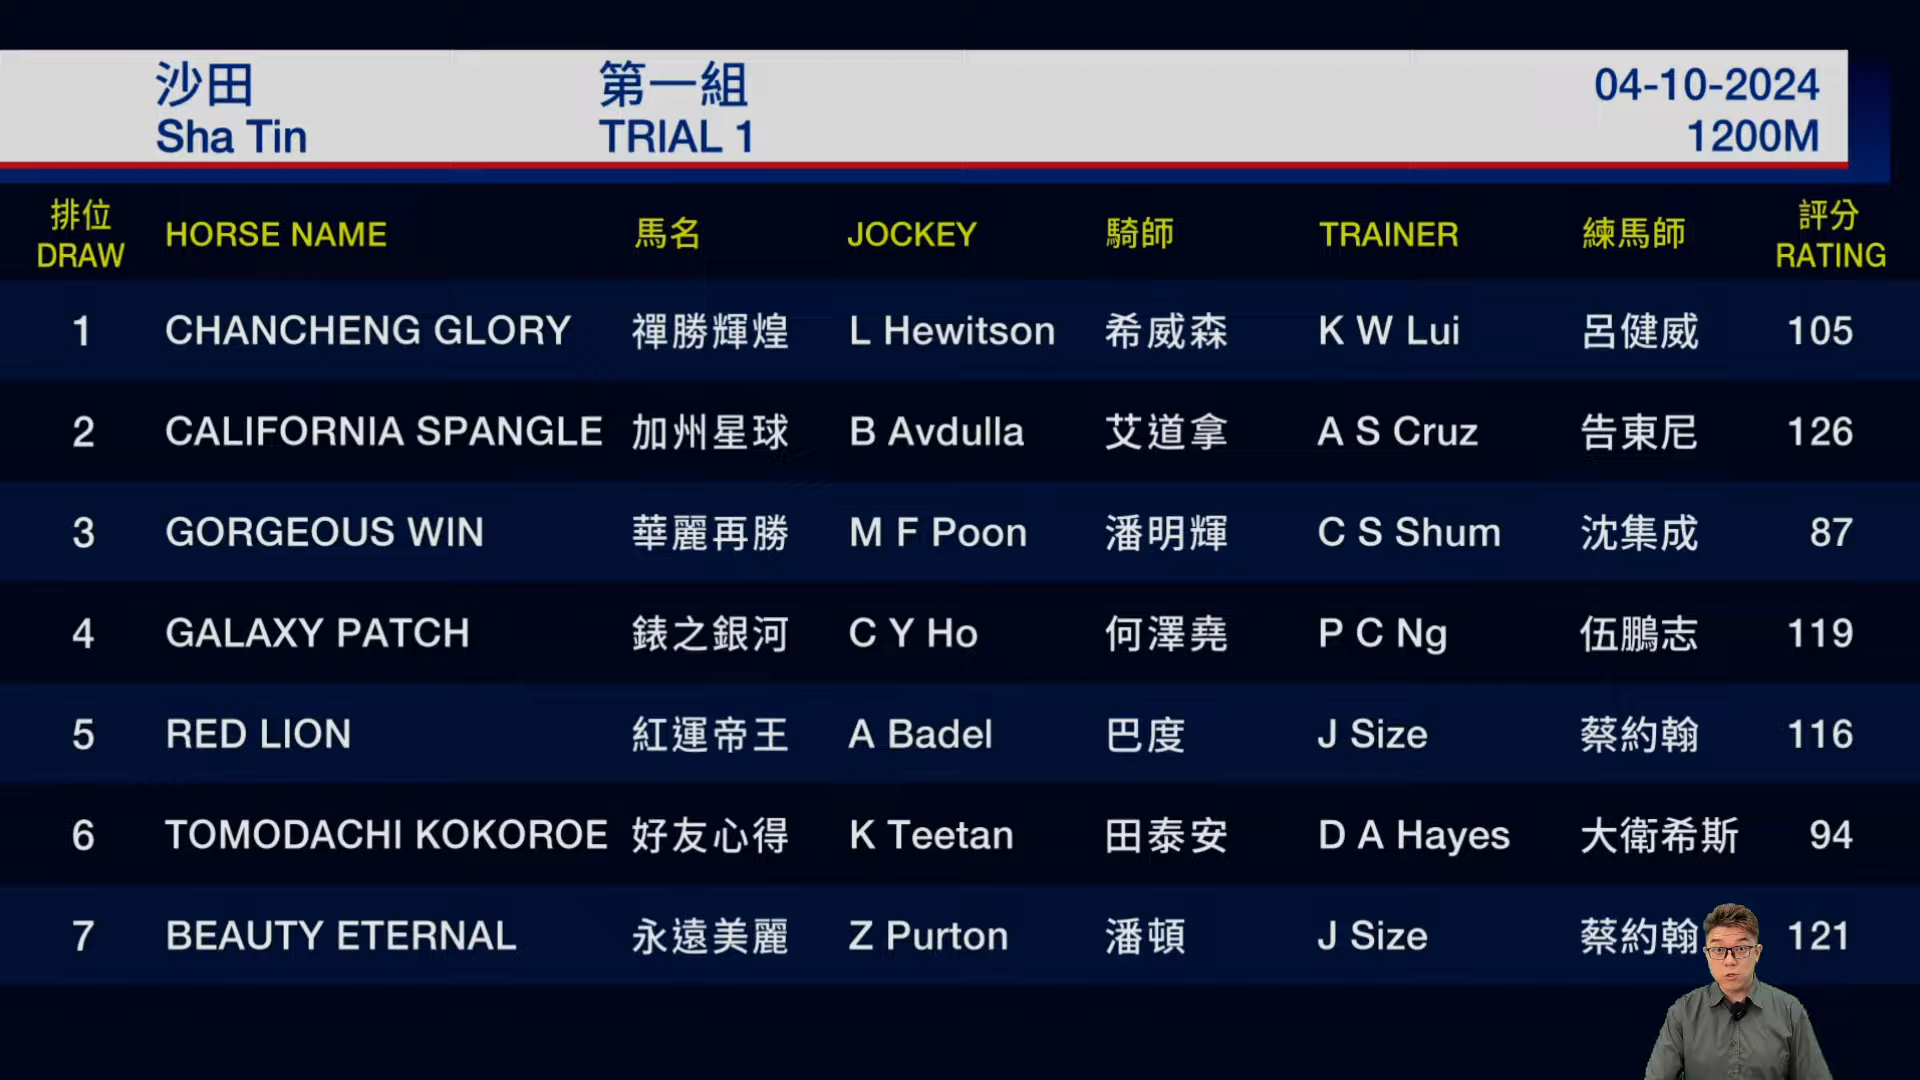 沙田 第一組 04-10-2024
Sha Tin TRIAL 1 1200M
排位 DRAW HORSE NAME 馬名 JOCKEY 騎師 TRAINER 練馬師 評分 RATING
1 CHANCHENG GLORY 禪勝輝煌 L Hewitson 希威森 K W Lui 呂健威 105
2 CALIFORNIA SPANGLE 加州星球 B Avdulla 艾道拿 A S Cruz 告東尼 126
3 GORGEOUS WIN 華麗再勝 M F Poon 潘明輝 C S Shum 沈集成 87
4 GALAXY PATCH 錶之銀河 C Y Ho 何澤堯 P C Ng 伍鵬志 119
5 RED LION 紅運帝王 A Badel 巴度 J Size 蔡約翰 116
6 TOMODACHI KOKOROE 好友心得 K Teetan 田泰安 D A Hayes 大衛希斯 94
7 BEAUTY ETERNAL 永遠美麗 Z Purton 潘頓 J Size 蔡約翰 121